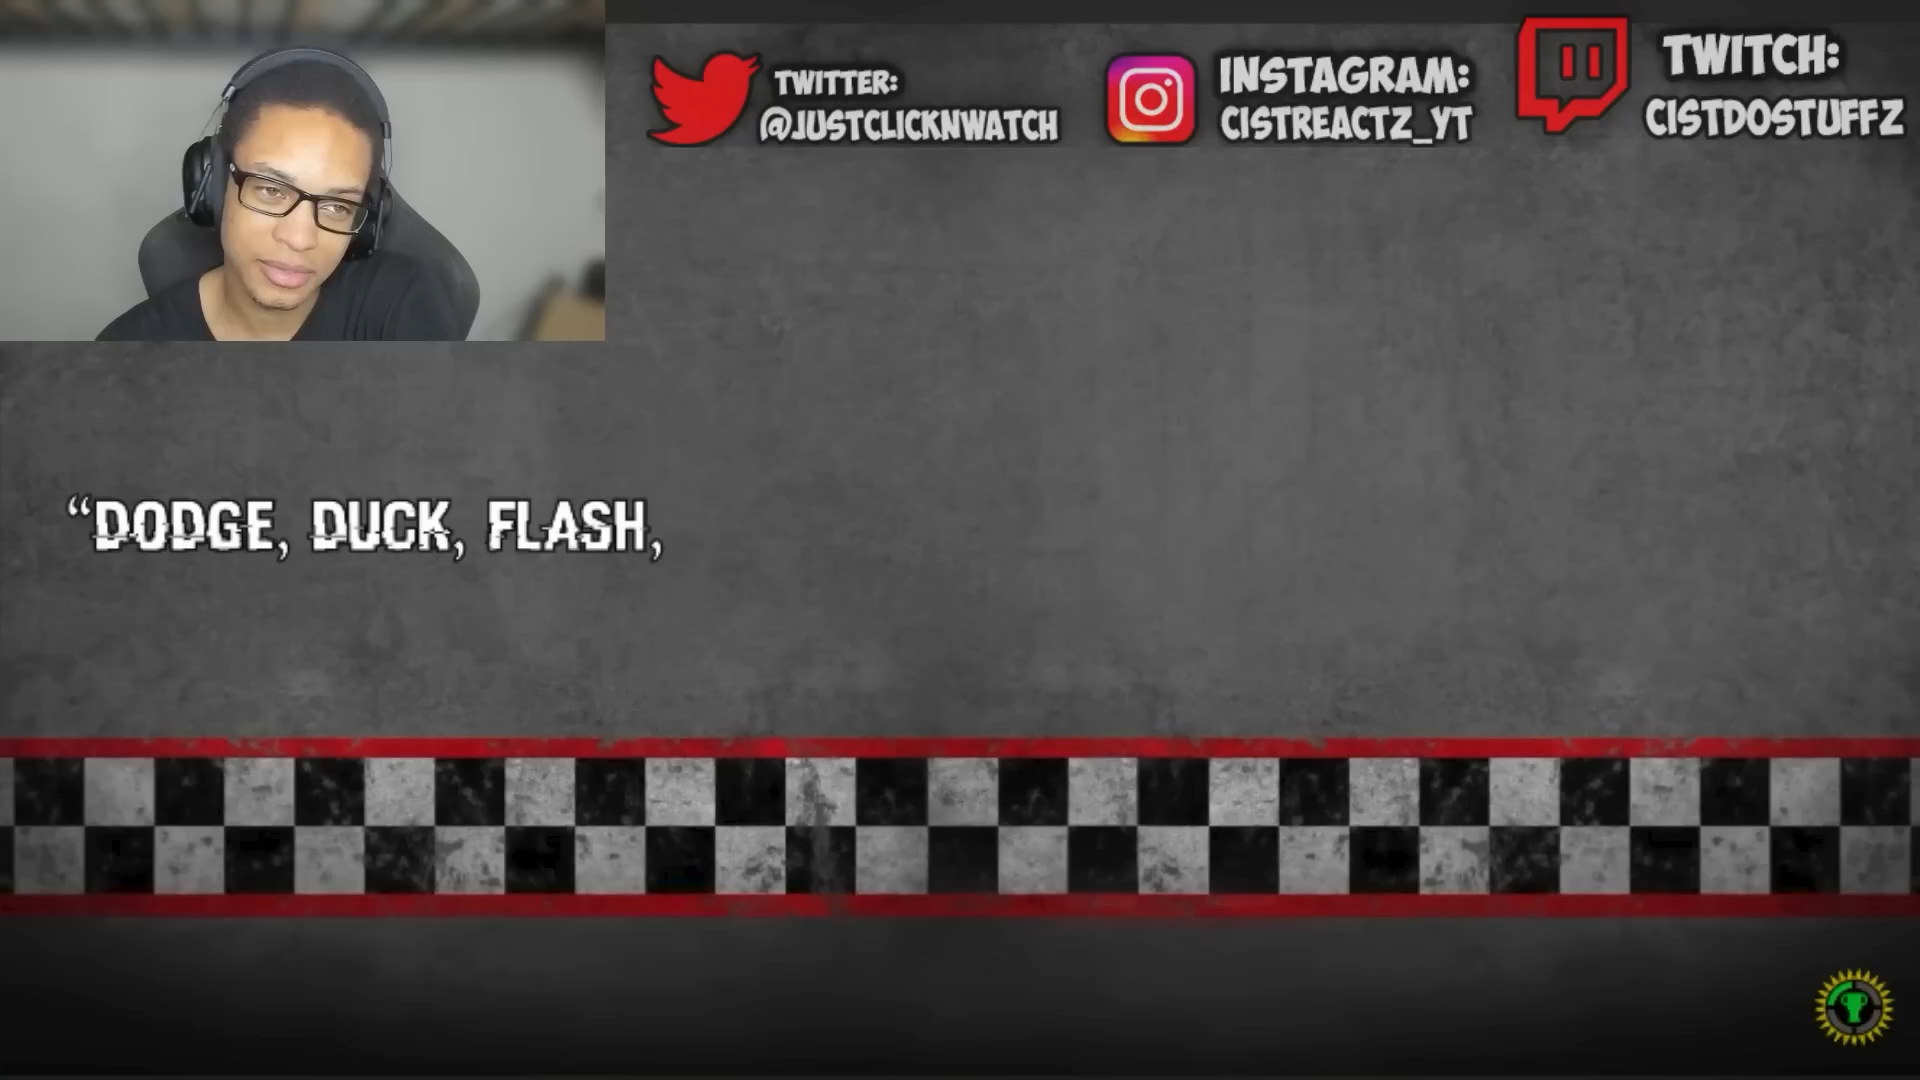 TWITTER:
@JUSTCLICKNWATCH
INSTAGRAM:
CISTREACTZ_YT
TWITCH:
CISTDOSTUFFZ
“DODGE, DUCK, FLASH,